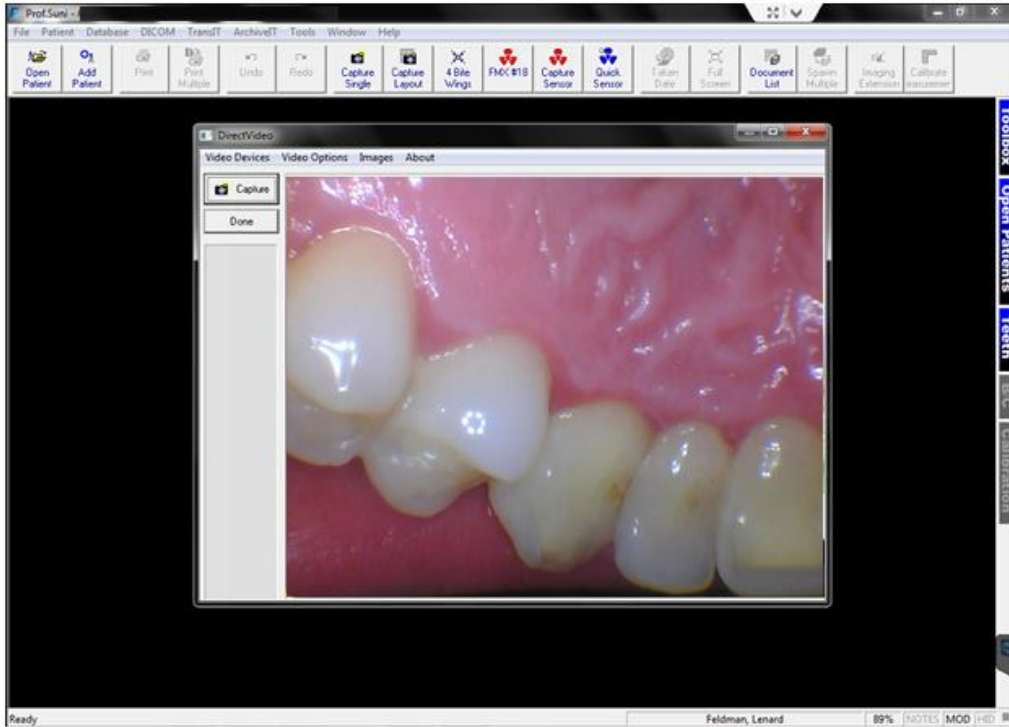 Prof.Suni -
File Patient Database DICOM TransIT ArchiveIT Tools Window Help
Open Patient
Add Patient
Print
Print Multiple
Undo
Redo
Capture Single
Capture Layout
4 Bite Wings
FMX #18
Capture Sensor
Quick Sensor
Taken Date
Full Screen
Document List
Spawn Multiple
Imaging Extension
Calibrate
Toolbox
Open Patients
Teeth
B/C
Calibration
DirectVideo
Video Devices Video Options Images About
Capture
Done
Ready Feldman, Lenard 89% NOTES MOD HID